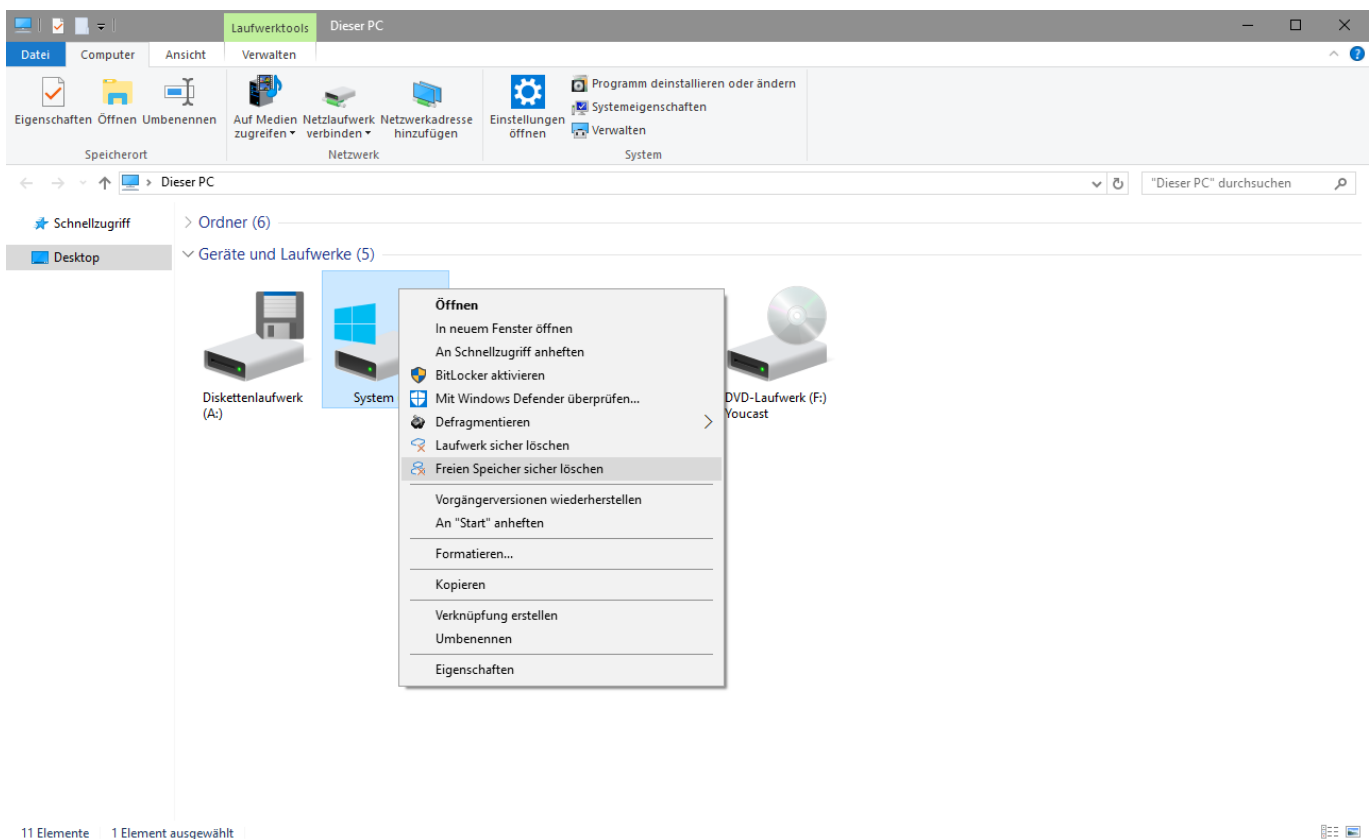 Laufwerktools
Dieser PC
Datei
Computer
Ansicht
Verwalten
Eigenschaften
Öffnen
Umbenennen
Auf Medien
zugreifen
Netzlaufwerk
verbinden
Netzwerkadresse
hinzufügen
Einstellungen
öffnen
Programm deinstallieren oder ändern
Systemeigenschaften
Verwalten
Speicherort
Netzwerk
System
Dieser PC
"Dieser PC" durchsuchen
Schnellzugriff
Desktop
Ordner (6)
Geräte und Laufwerke (5)
Diskettenlaufwerk
(A:)
System
DVD-Laufwerk (F:)
Youcast
Öffnen
In neuem Fenster öffnen
An Schnellzugriff anheften
BitLocker aktivieren
Mit Windows Defender überprüfen...
Defragmentieren
Laufwerk sicher löschen
Freien Speicher sicher löschen
Vorgängerversionen wiederherstellen
An "Start" anheften
Formatieren...
Kopieren
Verknüpfung erstellen
Umbenennen
Eigenschaften
11 Elemente
1 Element ausgewählt